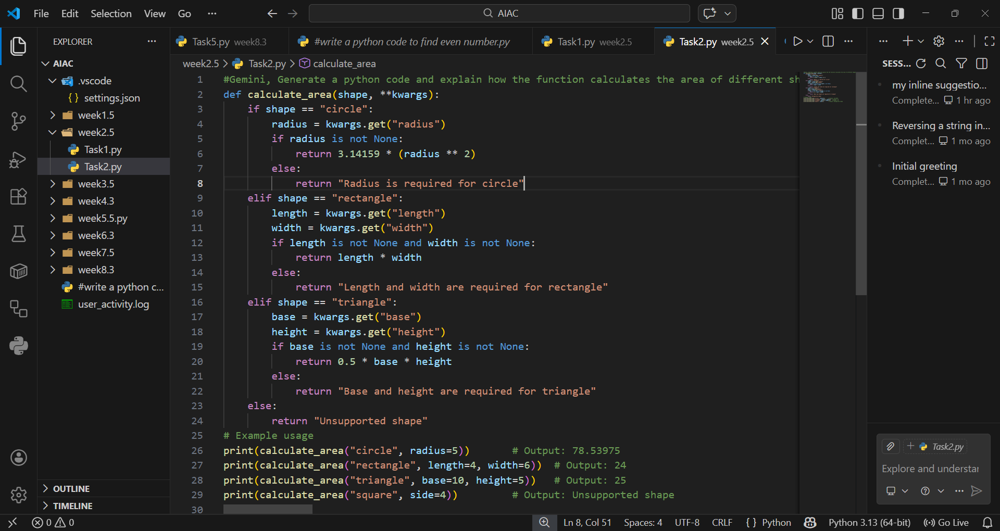 File Edit Selection View Go ··· AIAC
EXPLORER ···
AIAC
.vscode
{ } settings.json
week1.5
week2.5
Task1.py
Task2.py
week3.5
week4.3
week5.5.py
week6.3
week7.5
week8.3
#write a python c...
user_activity.log
OUTLINE
TIMELINE
Task5.py week8.3 #write a python code to find even number.py Task1.py week2.5 Task2.py week2.5
week2.5 > Task2.py > calculate_area
1 #Gemini, Generate a python code and explain how the function calculates the area of different sh
2 def calculate_area(shape, **kwargs):
3 if shape == "circle":
4 radius = kwargs.get("radius")
5 if radius is not None:
6 return 3.14159 * (radius ** 2)
7 else:
8 return "Radius is required for circle"
9 elif shape == "rectangle":
10 length = kwargs.get("length")
11 width = kwargs.get("width")
12 if length is not None and width is not None:
13 return length * width
14 else:
15 return "Length and width are required for rectangle"
16 elif shape == "triangle":
17 base = kwargs.get("base")
18 height = kwargs.get("height")
19 if base is not None and height is not None:
20 return 0.5 * base * height
21 else:
22 return "Base and height are required for triangle"
23 else:
24 return "Unsupported shape"
25 # Example usage
26 print(calculate_area("circle", radius=5)) # Output: 78.53975
27 print(calculate_area("rectangle", length=4, width=6)) # Output: 24
28 print(calculate_area("triangle", base=10, height=5)) # Output: 25
29 print(calculate_area("square", side=4)) # Output: Unsupported shape
30
SESS...
my inline suggestio...
Complete... 1 hr ago
Reversing a string in...
Complet... 1 mo ago
Initial greeting
Complet... 1 mo ago
Task2.py
Explore and understar
0 0 Ln 8, Col 51 Spaces: 4 UTF-8 CRLF { } Python Python 3.13 (64-bit) Go Live